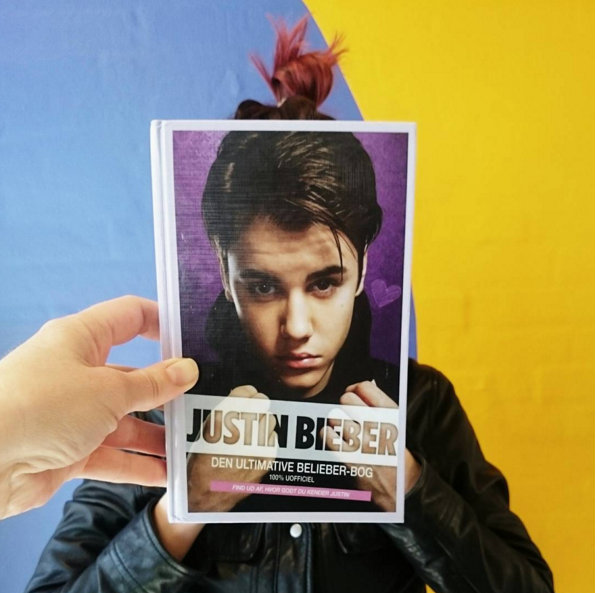 JUSTIN BIEBER
DEN ULTIMATIVE BELIEBER-BOG
100% UOFFICIEL
FIND UD AF, HVOR GODT DU KENDER JUSTIN!